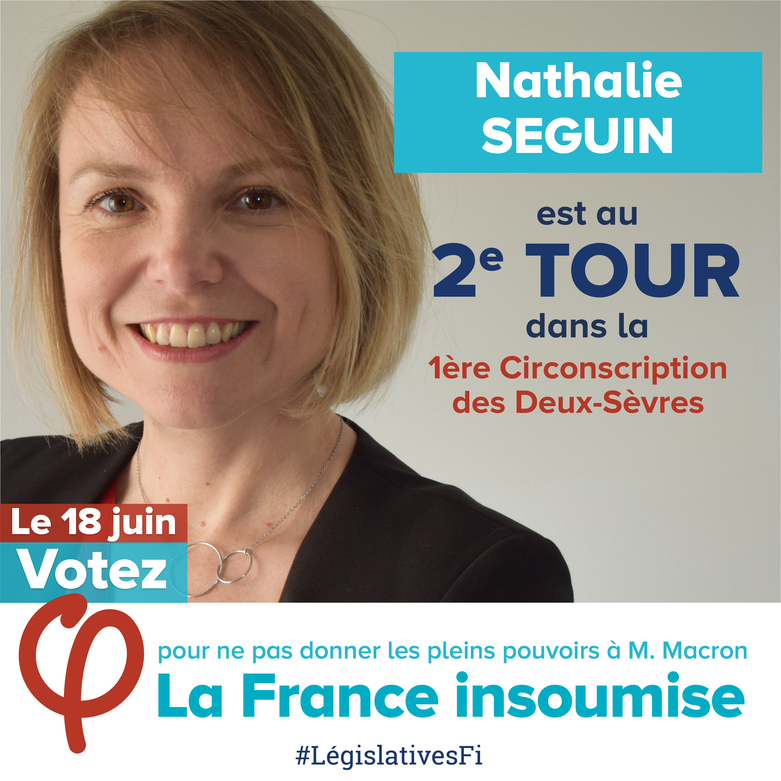 Nathalie
SEGUIN
est au
2e TOUR
dans la
1ère Circonscription
des Deux-Sèvres
Le 18 juin
Votez
φ
pour ne pas donner les pleins pouvoirs à M. Macron
La France insoumise
#LégislativesFi